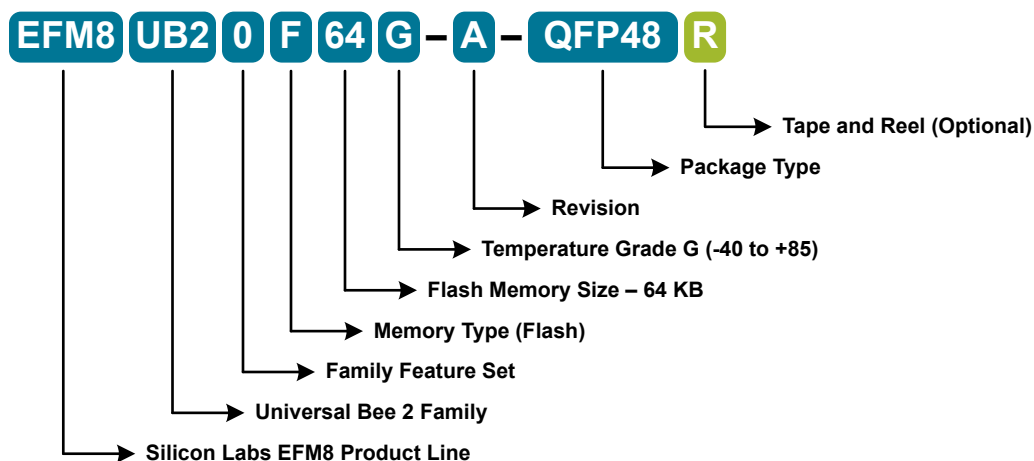 EFM8 UB2 0 F 64 G – A – QFP48 R
Tape and Reel (Optional)
Package Type
Revision
Temperature Grade G (-40 to +85)
Flash Memory Size – 64 KB
Memory Type (Flash)
Family Feature Set
Universal Bee 2 Family
Silicon Labs EFM8 Product Line